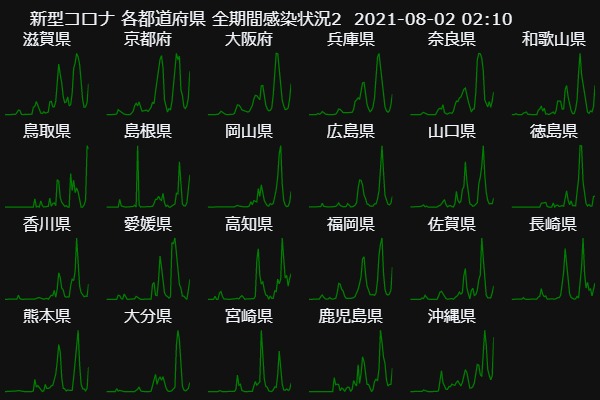 新型コロナ 各都道府県 全期間感染状況2 2021-08-02 02:10
滋賀県 京都府 大阪府 兵庫県 奈良県 和歌山県
鳥取県 島根県 岡山県 広島県 山口県 徳島県
香川県 愛媛県 高知県 福岡県 佐賀県 長崎県
熊本県 大分県 宮崎県 鹿児島県 沖縄県